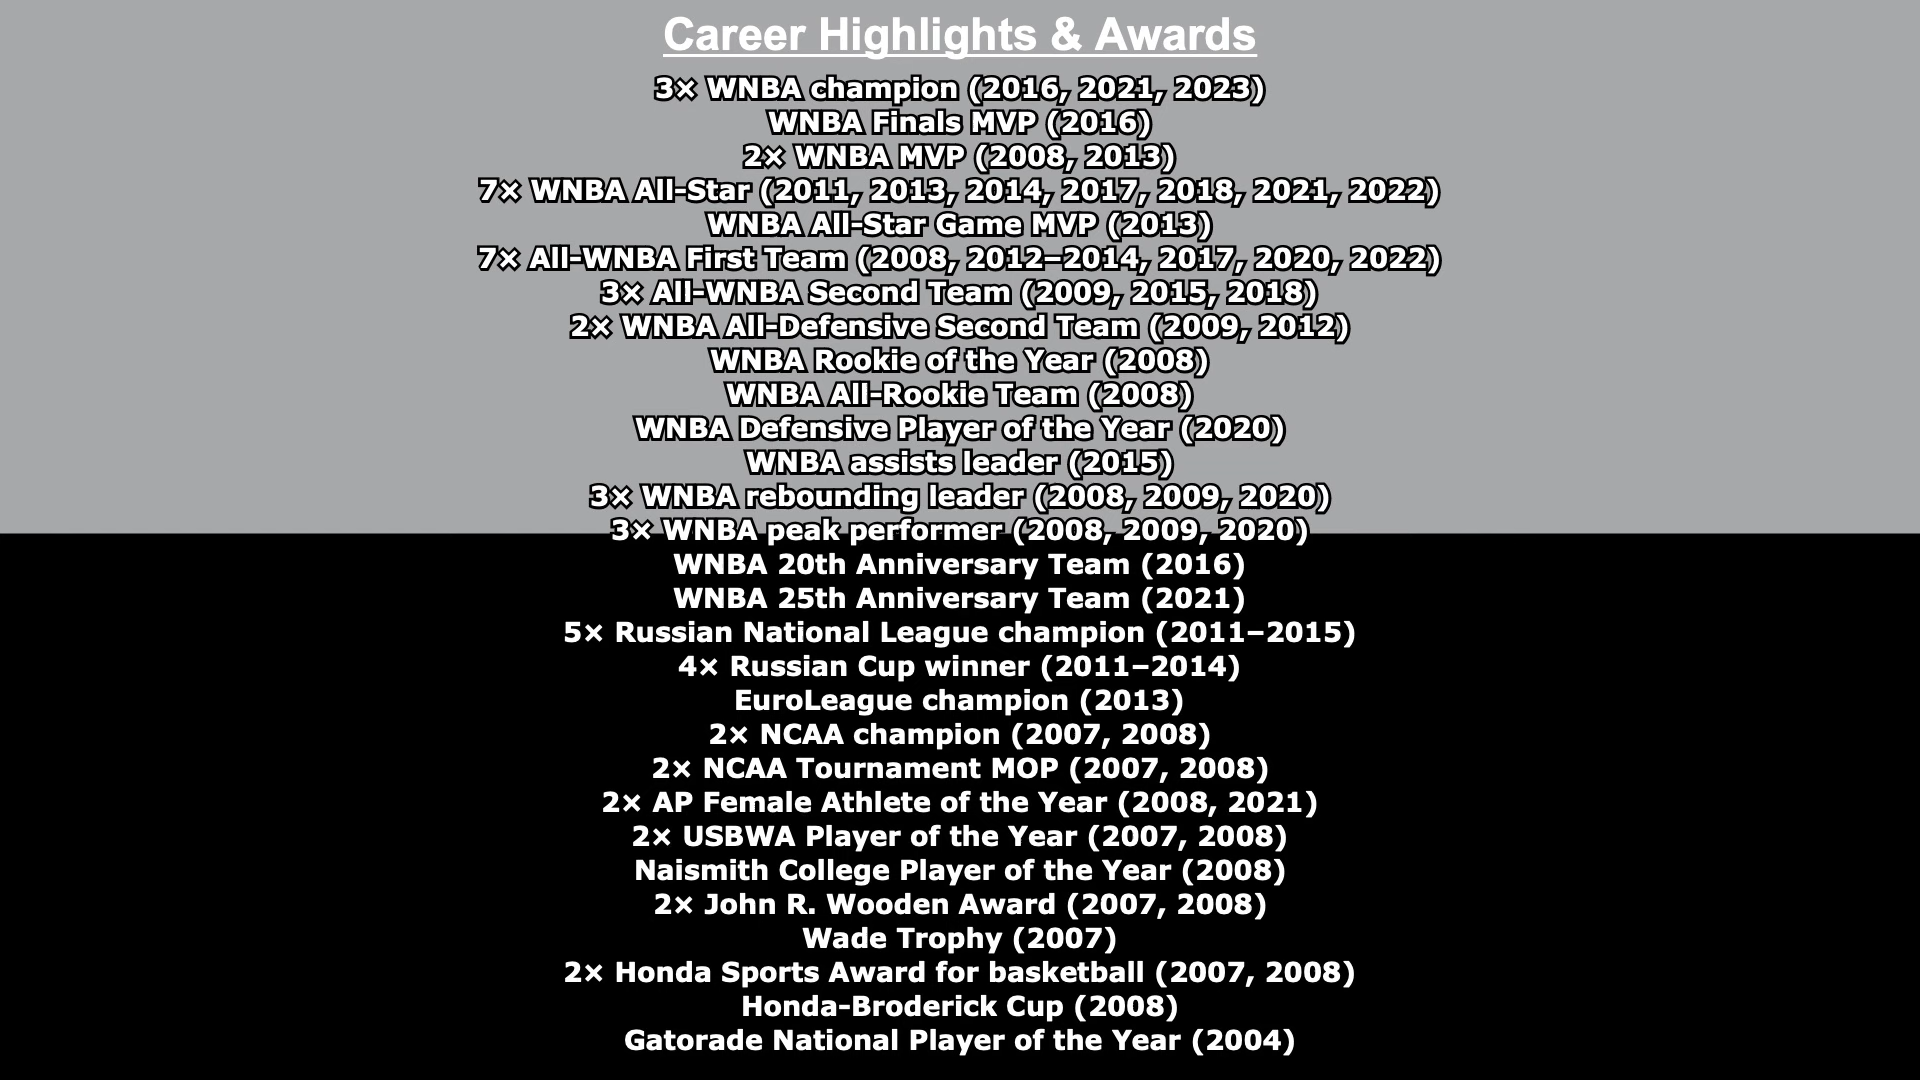 Career Highlights & Awards
3× WNBA champion (2016, 2021, 2023)
WNBA Finals MVP (2016)
2× WNBA MVP (2008, 2013)
7× WNBA All-Star (2011, 2013, 2014, 2017, 2018, 2021, 2022)
WNBA All-Star Game MVP (2013)
7× All-WNBA First Team (2008, 2012–2014, 2017, 2020, 2022)
3× All-WNBA Second Team (2009, 2015, 2018)
2× WNBA All-Defensive Second Team (2009, 2012)
WNBA Rookie of the Year (2008)
WNBA All-Rookie Team (2008)
WNBA Defensive Player of the Year (2020)
WNBA assists leader (2015)
3× WNBA rebounding leader (2008, 2009, 2020)
3× WNBA peak performer (2008, 2009, 2020)
WNBA 20th Anniversary Team (2016)
WNBA 25th Anniversary Team (2021)
5× Russian National League champion (2011–2015)
4× Russian Cup winner (2011–2014)
EuroLeague champion (2013)
2× NCAA champion (2007, 2008)
2× NCAA Tournament MOP (2007, 2008)
2× AP Female Athlete of the Year (2008, 2021)
2× USBWA Player of the Year (2007, 2008)
Naismith College Player of the Year (2008)
2× John R. Wooden Award (2007, 2008)
Wade Trophy (2007)
2× Honda Sports Award for basketball (2007, 2008)
Honda-Broderick Cup (2008)
Gatorade National Player of the Year (2004)